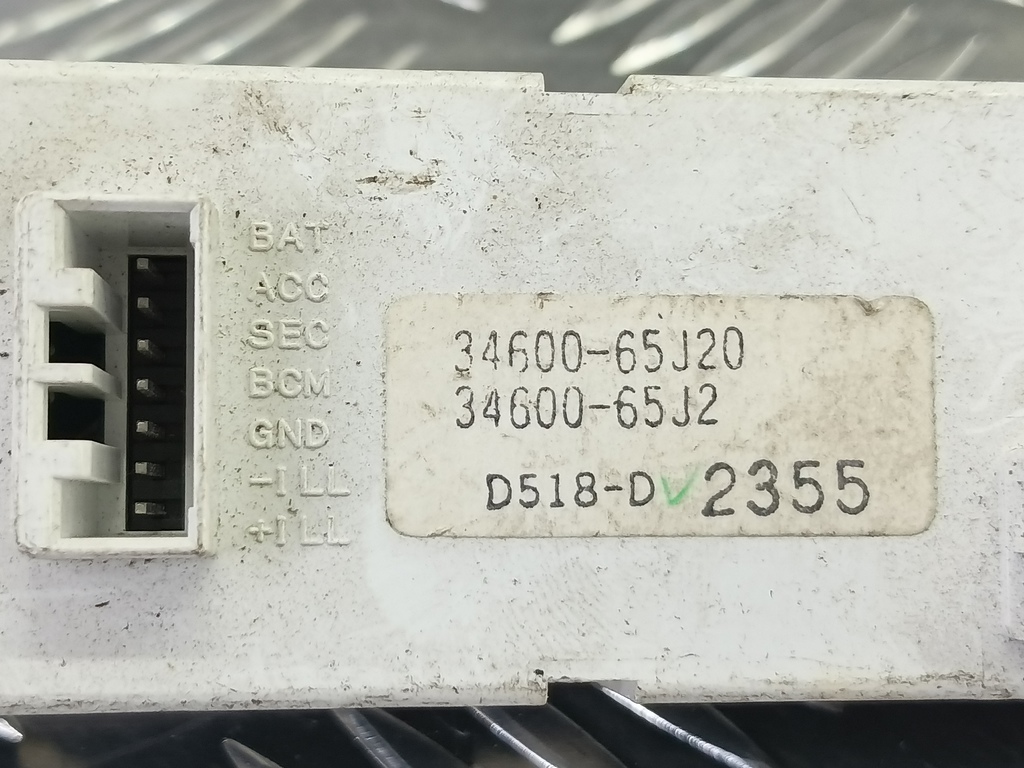 BAT
ACC
SEC
BCM
GND
-ILL
+ILL
34600-65J20
34600-65J2
D518-D 2355